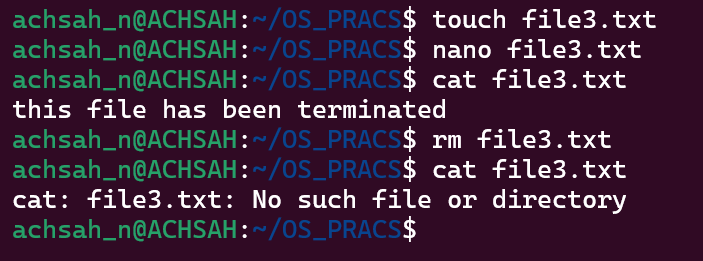 achsah_n@ACHSAH:~/OS_PRACS$ touch file3.txt
achsah_n@ACHSAH:~/OS_PRACS$ nano file3.txt
achsah_n@ACHSAH:~/OS_PRACS$ cat file3.txt
this file has been terminated
achsah_n@ACHSAH:~/OS_PRACS$ rm file3.txt
achsah_n@ACHSAH:~/OS_PRACS$ cat file3.txt
cat: file3.txt: No such file or directory
achsah_n@ACHSAH:~/OS_PRACS$